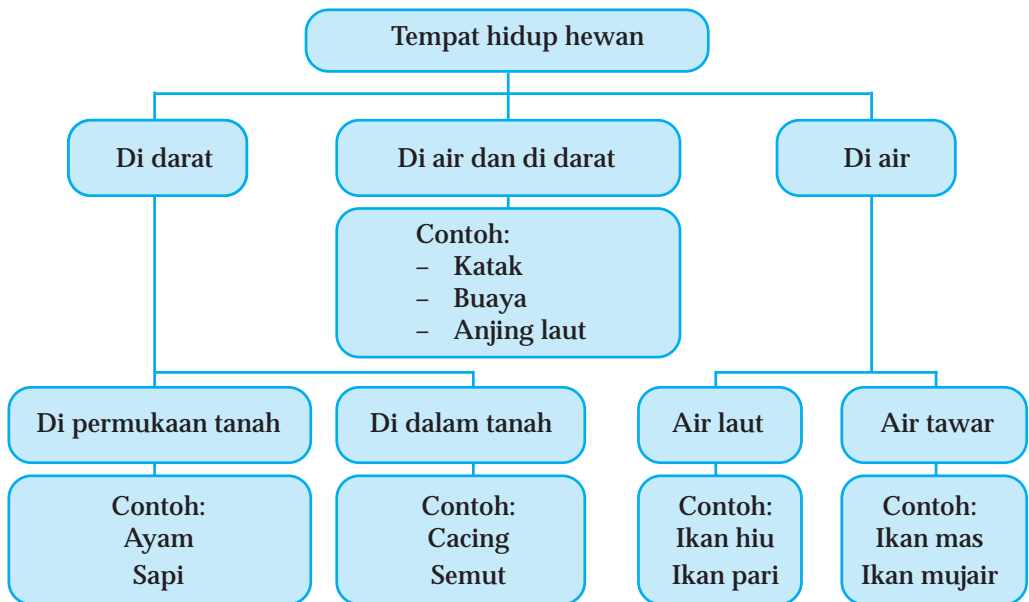 Tempat hidup hewan
Di darat
Di air dan di darat
Di air
Contoh:
– Katak
– Buaya
– Anjing laut
Di permukaan tanah
Di dalam tanah
Air laut
Air tawar
Contoh:
Ayam
Sapi
Contoh:
Cacing
Semut
Contoh:
Ikan hiu
Ikan pari
Contoh:
Ikan mas
Ikan mujair